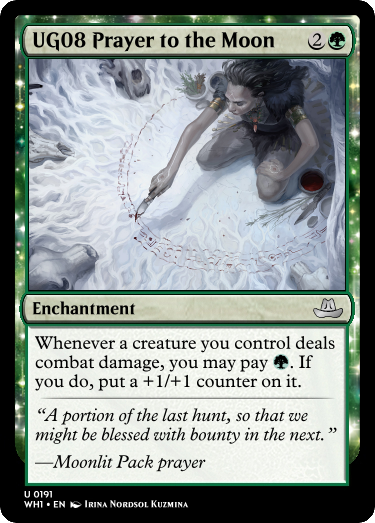 UG08 Prayer to the Moon 2
Enchantment
Whenever a creature you control deals
combat damage, you may pay . If
you do, put a +1/+1 counter on it.
“A portion of the last hunt, so that we
might be blessed with bounty in the next.”
—Moonlit Pack prayer
U 0191
WH1 • EN Irina Nordsol Kuzmina